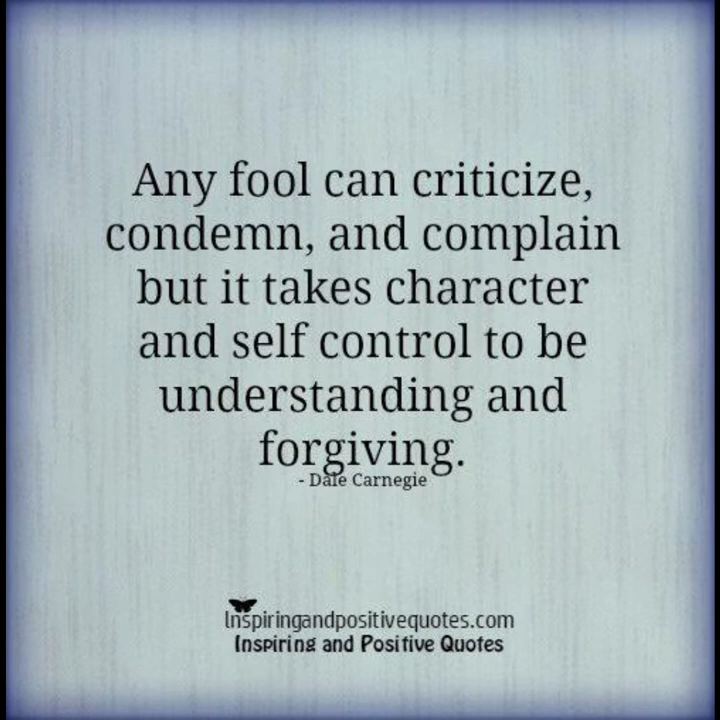 Any fool can criticize,
condemn, and complain
but it takes character
and self control to be
understanding and
forgiving.
- Dale Carnegie
Inspiringandpositivequotes.com
Inspiring and Positive Quotes